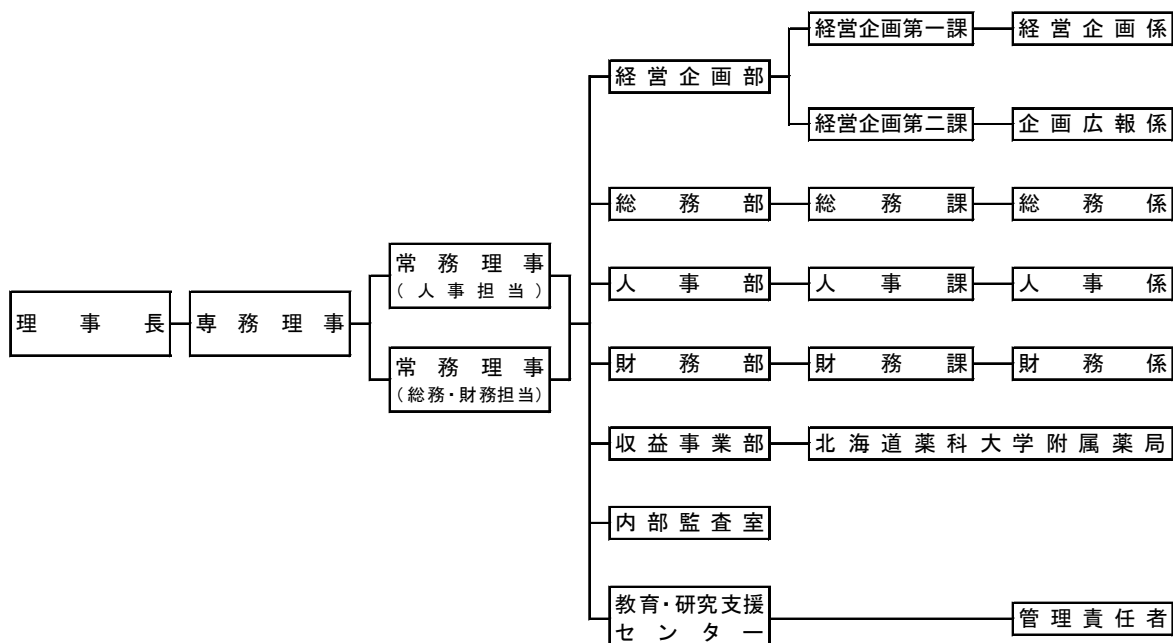 理事長
専務理事
常務理事
(人事担当)
常務理事
(総務・財務担当)
経営企画部
経営企画第一課
経営企画係
経営企画第二課
企画広報係
総務部
総務課
総務係
人事部
人事課
人事係
財務部
財務課
財務係
収益事業部
北海道薬科大学附属薬局
内部監査室
教育・研究支援
センター
管理責任者